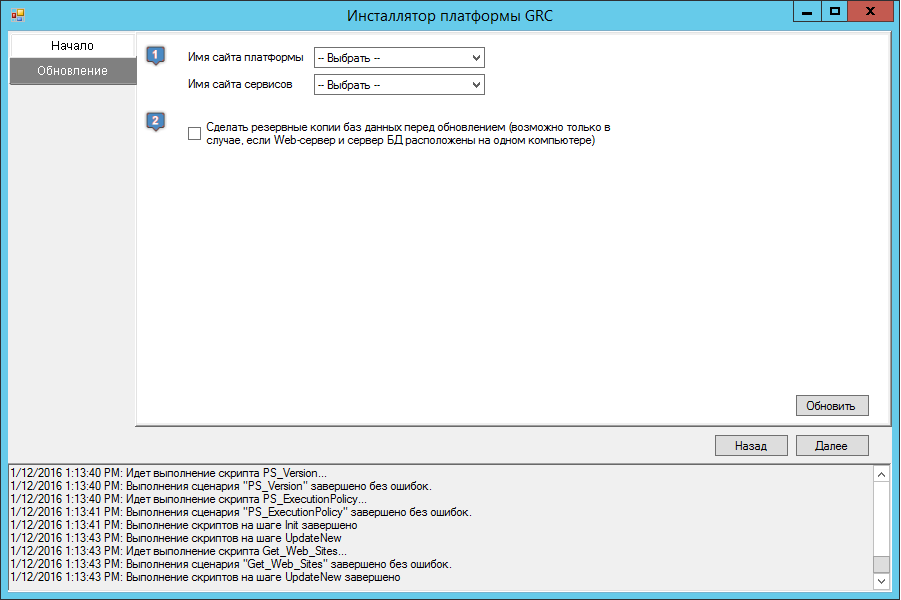 Инсталлятор платформы GRC
Начало
Обновление
1
Имя сайта платформы
-- Выбрать --
Имя сайта сервисов
-- Выбрать --
2
Сделать резервные копии баз данных перед обновлением (возможно только в
случае, если Web-сервер и сервер БД расположены на одном компьютере)
Обновить
Назад
Далее
1/12/2016 1:13:40 PM: Идет выполнение скрипта PS_Version...
1/12/2016 1:13:40 PM: Выполнения сценария "PS_Version" завершено без ошибок.
1/12/2016 1:13:40 PM: Идет выполнение скрипта PS_ExecutionPolicy...
1/12/2016 1:13:41 PM: Выполнения сценария "PS_ExecutionPolicy" завершено без ошибок.
1/12/2016 1:13:41 PM: Выполнение скриптов на шаге Init завершено
1/12/2016 1:13:43 PM: Выполнение скриптов на шаге UpdateNew
1/12/2016 1:13:43 PM: Идет выполнение скрипта Get_Web_Sites...
1/12/2016 1:13:43 PM: Выполнения сценария "Get_Web_Sites" завершено без ошибок.
1/12/2016 1:13:43 PM: Выполнение скриптов на шаге UpdateNew завершено